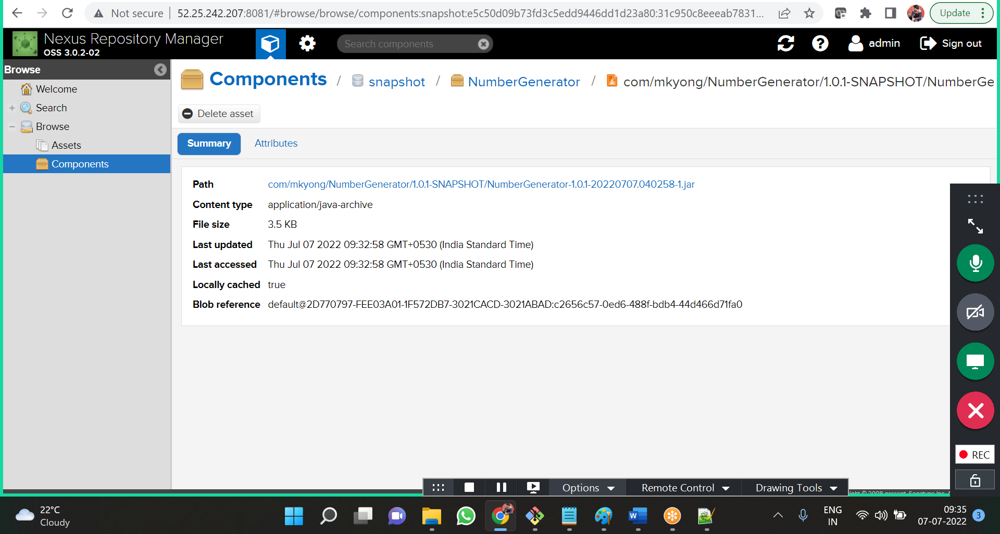 Not secure | 52.25.242.207:8081/#browse/browse/components:snapshot:e5c50d09b73fd3c5edd9446dd1d23a80:31c950c8eeeab7831...
Update
Nexus Repository Manager
OSS 3.0.2-02
Search components
admin
Sign out
Browse
Welcome
Search
Browse
Assets
Components
Components / snapshot / NumberGenerator / com/mkyong/NumberGenerator/1.0.1-SNAPSHOT/NumberGe
Delete asset
Summary
Attributes
Path com/mkyong/NumberGenerator/1.0.1-SNAPSHOT/NumberGenerator-1.0.1-20220707.040258-1.jar
Content type application/java-archive
File size 3.5 KB
Last updated Thu Jul 07 2022 09:32:58 GMT+0530 (India Standard Time)
Last accessed Thu Jul 07 2022 09:32:58 GMT+0530 (India Standard Time)
Locally cached true
Blob reference default@2D770797-FEE03A01-1F572DB7-3021CACD-3021ABAD:c2656c57-0ed6-488f-bdb4-44d466d71fa0
REC
Options
Remote Control
Drawing Tools
22°C
Cloudy
ENG
IN
09:35
07-07-2022
3